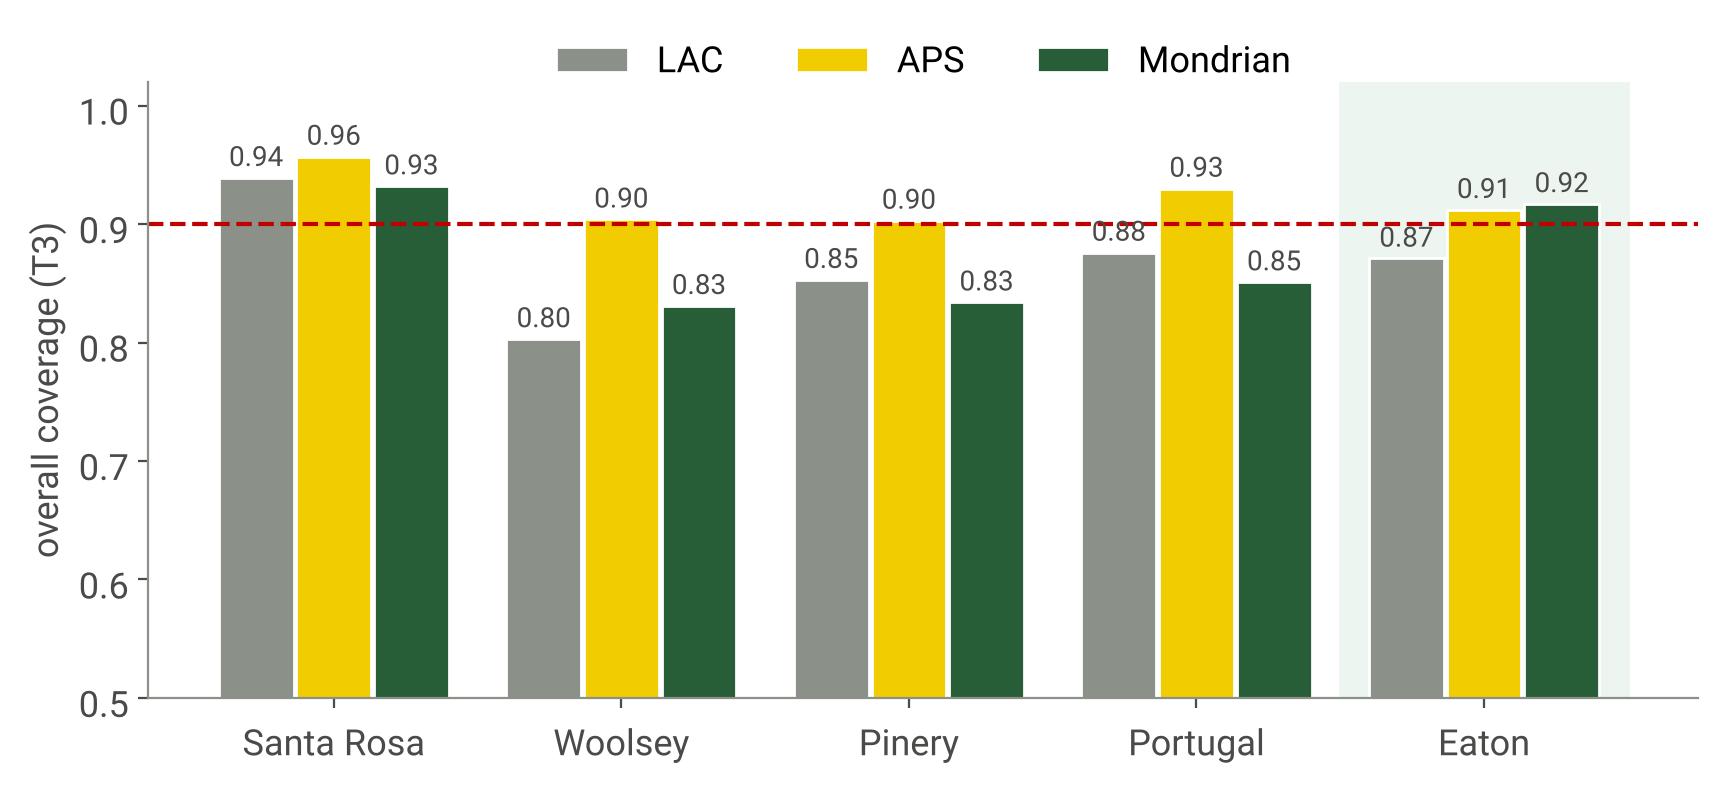 LAC APS Mondrian
overall coverage (T3)
1.0
0.9
0.8
0.7
0.6
0.5
0.94 0.96 0.93
0.80 0.90 0.83
0.85 0.90 0.83
0.88 0.93 0.85
0.87 0.91 0.92
Santa Rosa Woolsey Pinery Portugal Eaton